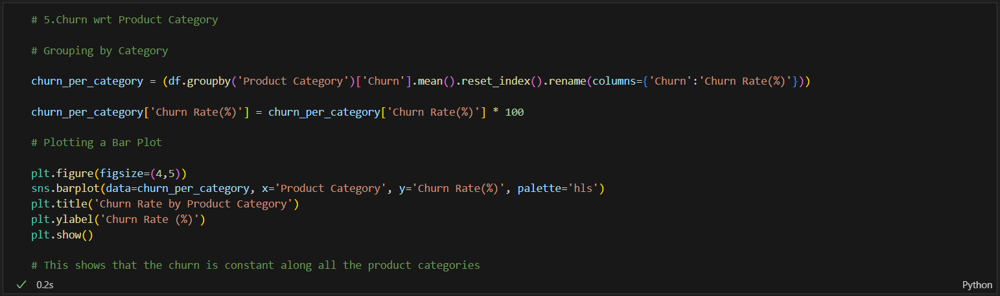 # 5.Churn wrt Product Category
# Grouping by Category
churn_per_category = (df.groupby('Product Category')['Churn'].mean().reset_index().rename(columns={'Churn':'Churn Rate(%)'}))
churn_per_category['Churn Rate(%)'] = churn_per_category['Churn Rate(%)'] * 100
# Plotting a Bar Plot
plt.figure(figsize=(4,5))
sns.barplot(data=churn_per_category, x='Product Category', y='Churn Rate(%)', palette='hls')
plt.title('Churn Rate by Product Category')
plt.ylabel('Churn Rate (%)')
plt.show()
# This shows that the churn is constant along all the product categories
0.2s Python